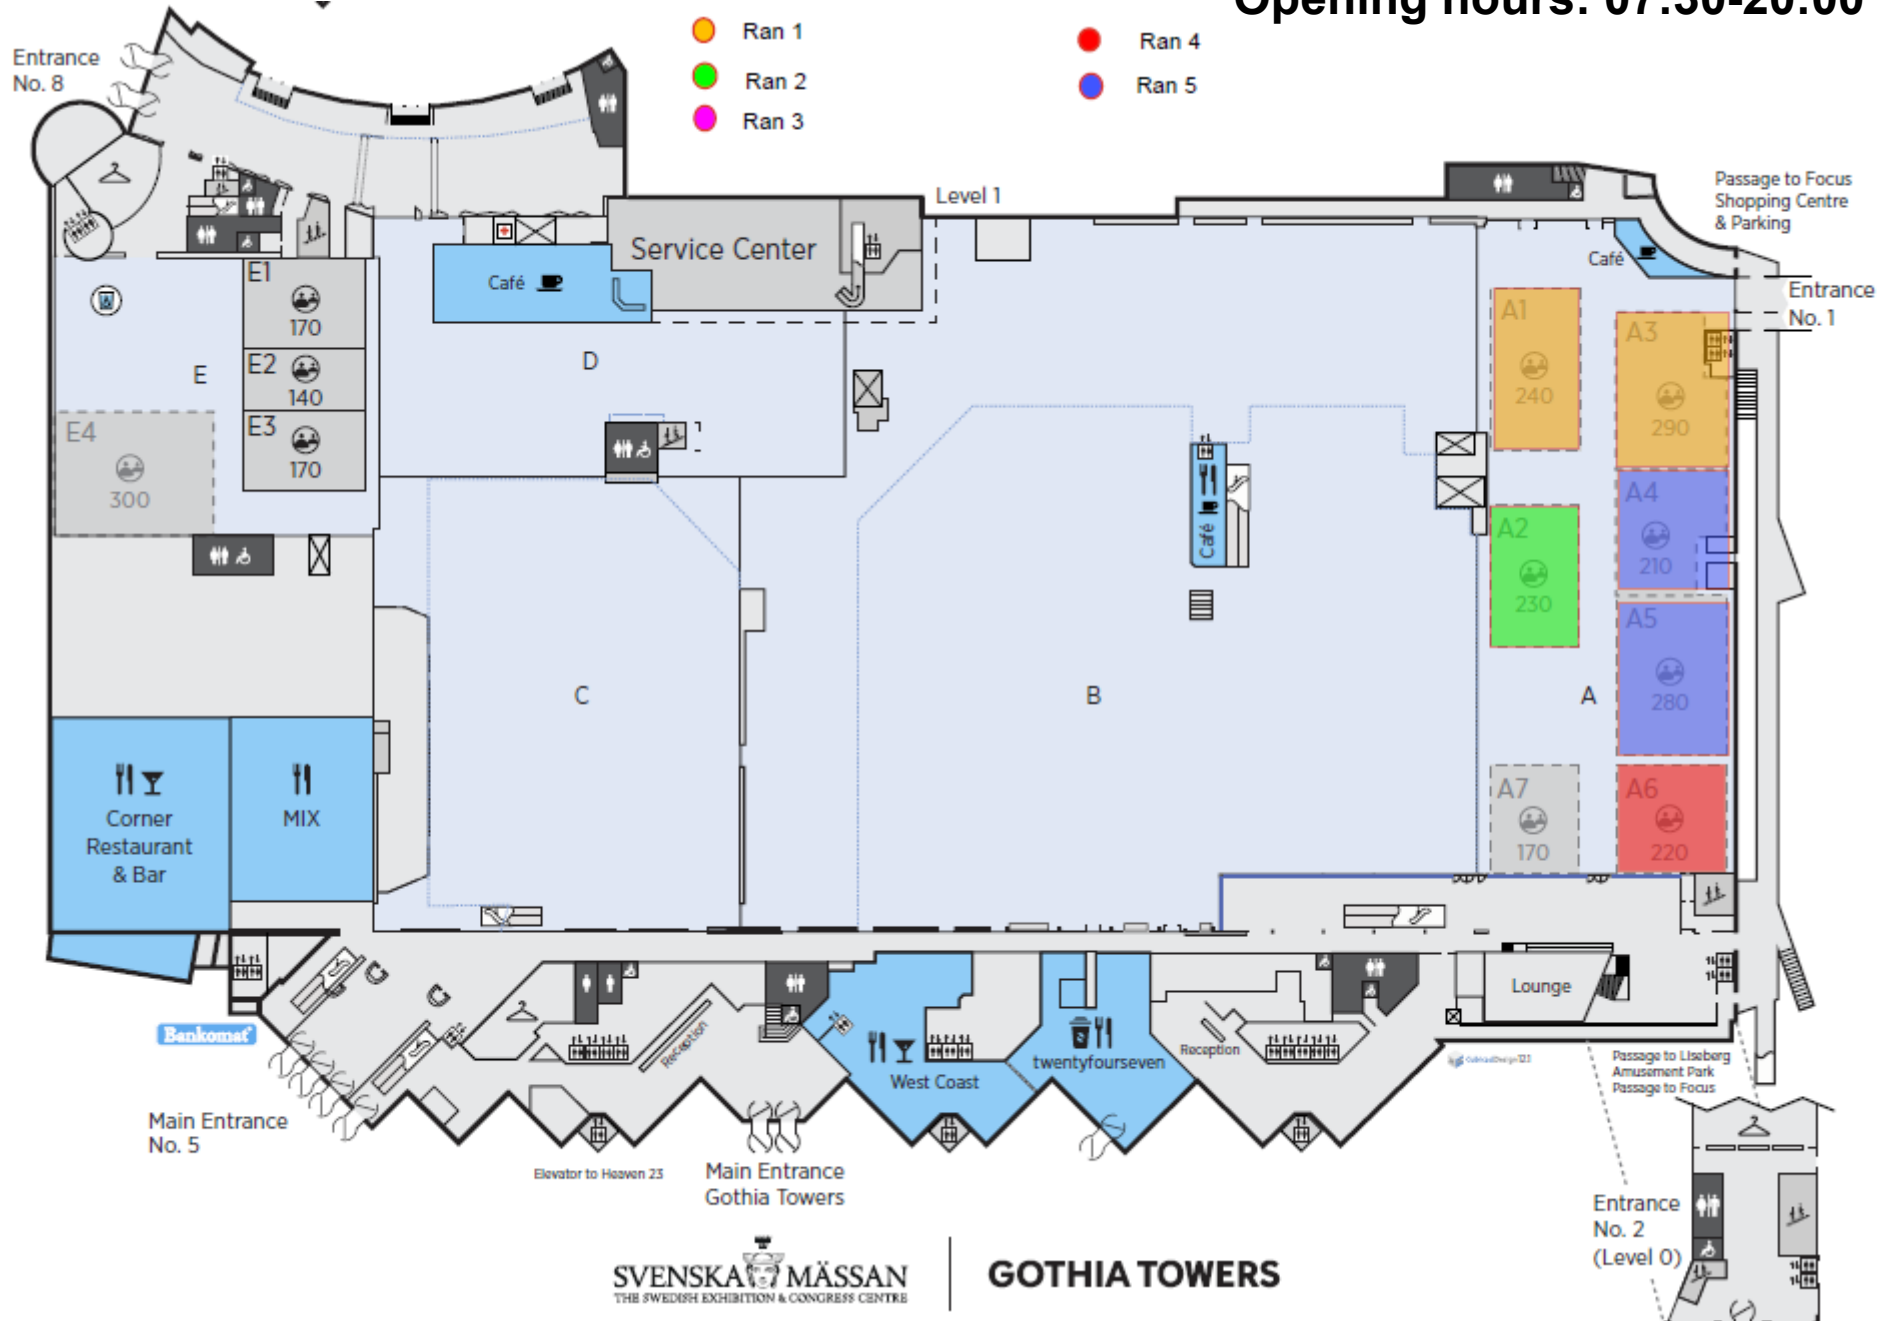 Opening hours: 07:30-20:00
Ran 1
Ran 2
Ran 3
Ran 4
Ran 5
Entrance
No. 8
Level 1
Passage to Focus
Shopping Centre
& Parking
Service Center
Café
Café
Entrance
No. 1
E1
170
E2
140
E3
170
E
E4
300
D
A1
240
A3
290
A4
210
A2
230
A5
280
A
A7
170
A6
220
Café
C
B
Corner
Restaurant
& Bar
MIX
Bankomat
Main Entrance
No. 5
Reception
Elevator to Heaven 23
Main Entrance
Gothia Towers
West Coast
twentyfourseven
Reception
Lounge
Passage to Liseberg
Amusement Park
Passage to Focus
Entrance
No. 2
(Level 0)
SVENSKA MÄSSAN
THE SWEDISH EXHIBITION & CONGRESS CENTRE
GOTHIA TOWERS